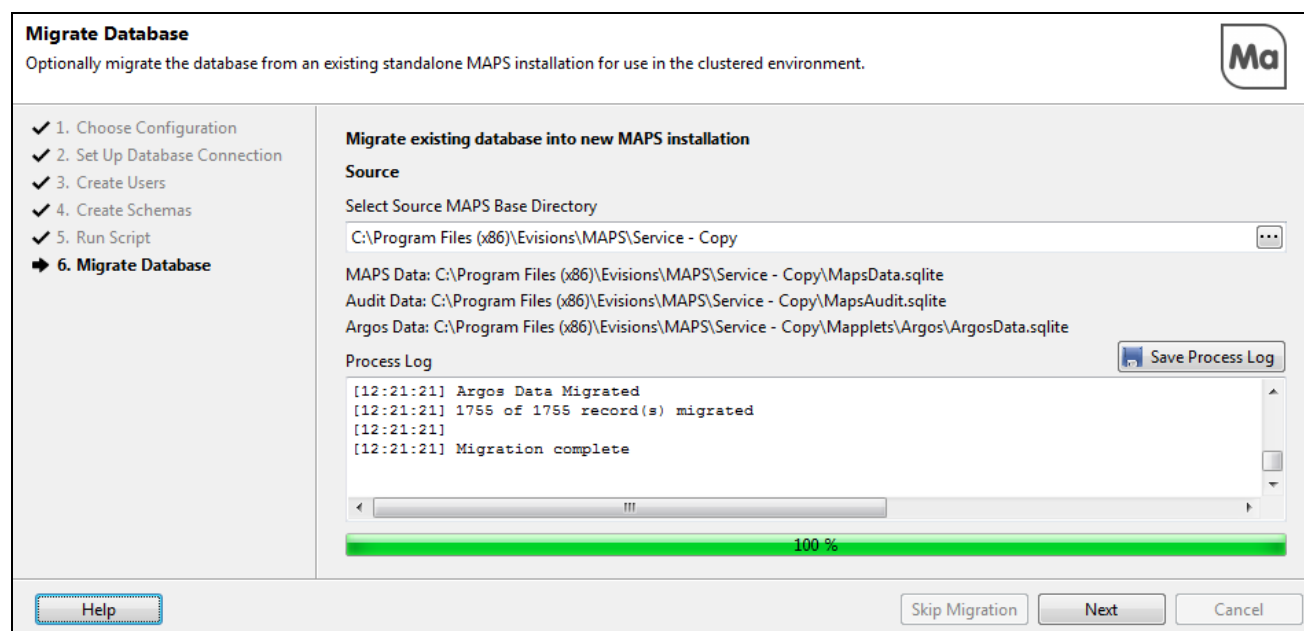 Migrate Database
Optionally migrate the database from an existing standalone MAPS installation for use in the clustered environment.
Ma
1. Choose Configuration
2. Set Up Database Connection
3. Create Users
4. Create Schemas
5. Run Script
6. Migrate Database
Migrate existing database into new MAPS installation
Source
Select Source MAPS Base Directory
C:\Program Files (x86)\Evisions\MAPS\Service - Copy
...
MAPS Data: C:\Program Files (x86)\Evisions\MAPS\Service - Copy\MapsData.sqlite
Audit Data: C:\Program Files (x86)\Evisions\MAPS\Service - Copy\MapsAudit.sqlite
Argos Data: C:\Program Files (x86)\Evisions\MAPS\Service - Copy\Mapplets\Argos\ArgosData.sqlite
Process Log
Save Process Log
[12:21:21] Argos Data Migrated
[12:21:21] 1755 of 1755 record(s) migrated
[12:21:21]
[12:21:21] Migration complete
100 %
Help
Skip Migration
Next
Cancel